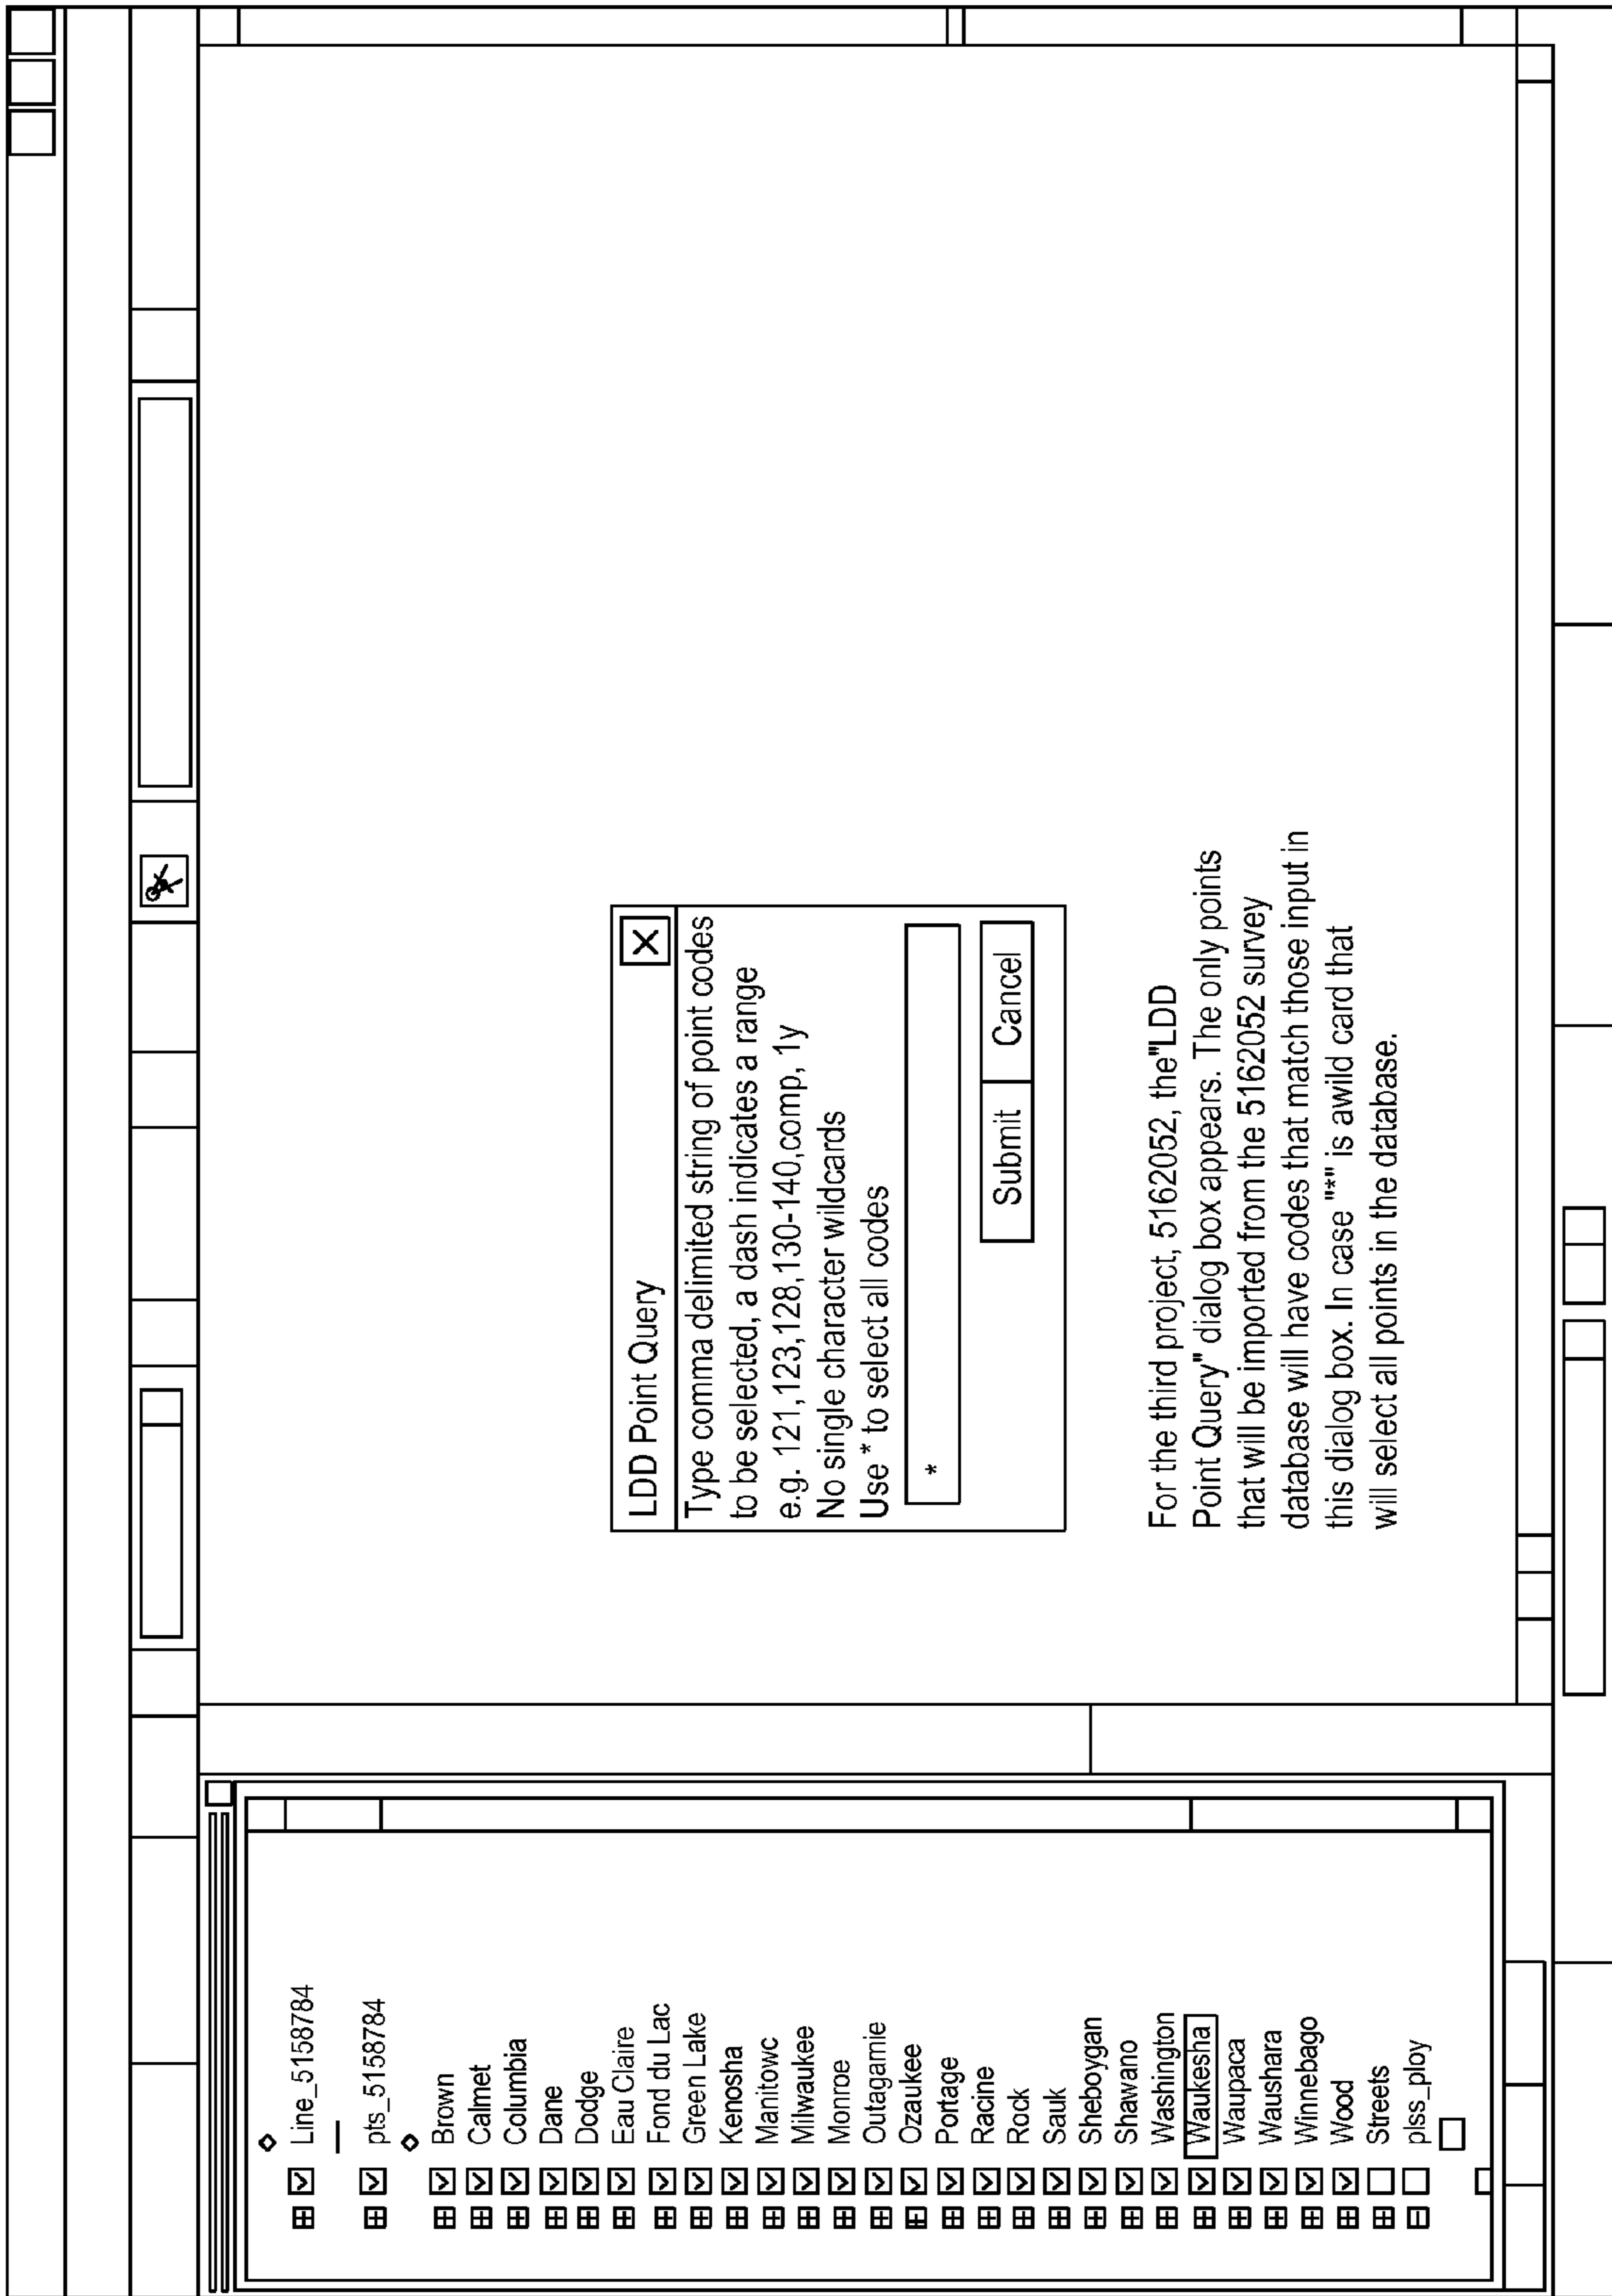 Line_5158784
pts_5158784
Brown
Calmet
Columbia
Dane
Dodge
Eau Claire
Fond du Lac
Green Lake
Kenosha
Manitowc
Milwaukee
Monroe
Outagamie
Ozaukee
Portage
Racine
Rock
Sauk
Sheboygan
Shawano
Washington
Waukesha
Waupaca
Waushara
Winnebago
Wood
Streets
plss_ploy
LDD Point Query
Type comma delimited string of point codes
to be selected, a dash indicates a range
e.g. 121,123,128,130-140,comp, 1y
No single character wildcards
Use * to select all codes
*
Submit Cancel
For the third project, 5162052, the"LDD
Point Query" dialog box appears. The only points
that will be imported from the 5162052 survey
database will have codes that match those input in
this dialog box. In case "*" is awild card that
will select all points in the database.